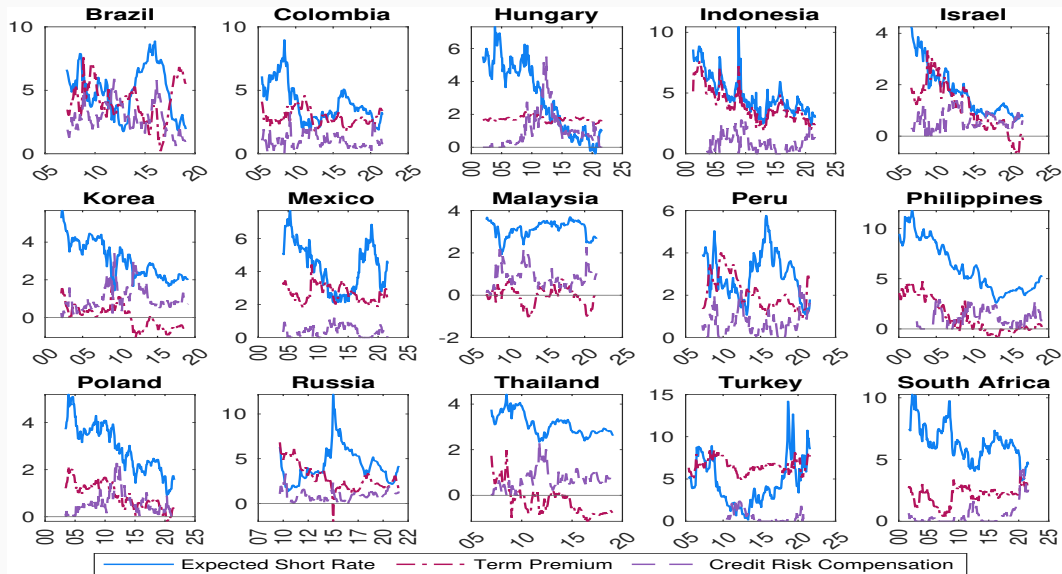 Brazil Colombia Hungary Indonesia Israel
10 5 0 05 10 15 20
10 5 0 05 10 15 20 25
6 4 2 0 00 05 10 15 20 25
10 5 0 00 05 10 15 20 25
4 2 0 05 10 15 20 25
Korea Mexico Malaysia Peru Philippines
4 2 0 00 05 10 15 20
8 6 4 2 0 00 05 10 15 20 25
4 2 0 -2 05 10 15 20 25
6 4 2 0 05 10 15 20 25
10 5 0 00 05 10 15 20
Poland Russia Thailand Turkey South Africa
4 2 0 00 05 10 15 20 25
10 5 0 07 10 12 15 17 20 22
4 2 0 05 10 15 20
15 10 5 0 05 10 15 20 25
10 5 0 00 05 10 15 20 25
Expected Short Rate Term Premium Credit Risk Compensation